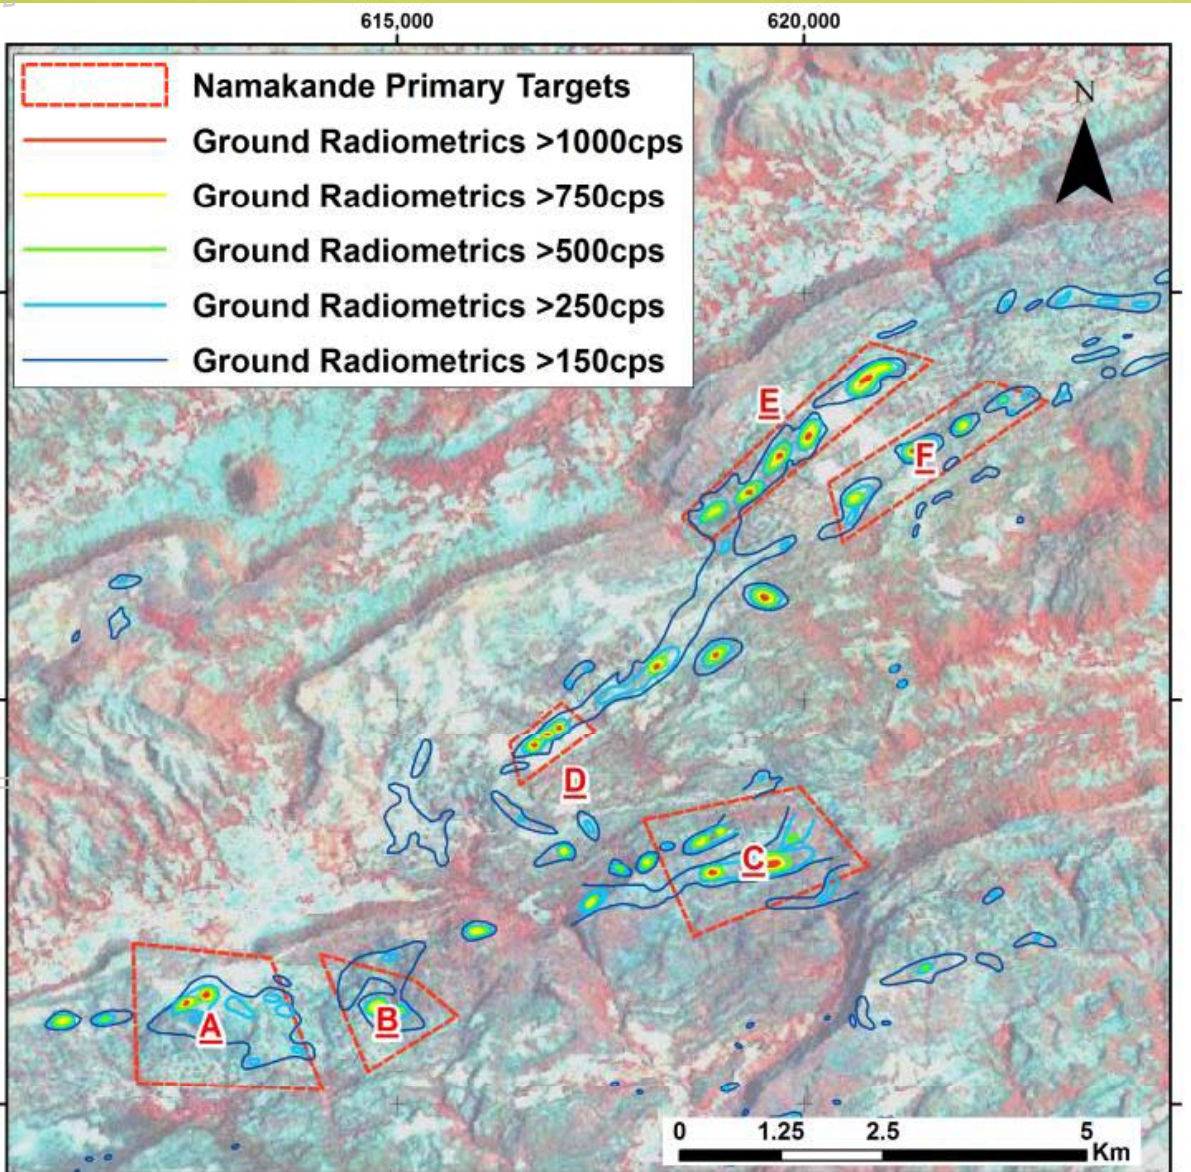 615,000
620,000
Namakande Primary Targets
Ground Radiometrics >1000cps
Ground Radiometrics >750cps
Ground Radiometrics >500cps
Ground Radiometrics >250cps
Ground Radiometrics >150cps
N
E
F
D
C
A
B
0 1.25 2.5 5
Km